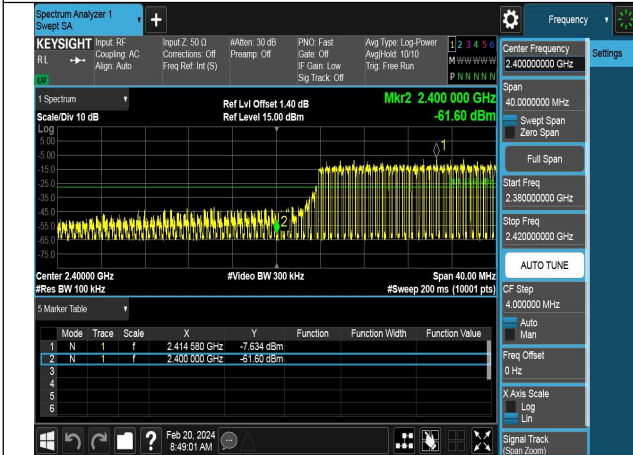 Spectrum Analyzer 1
Swept SA
+
Frequency
KEYSIGHT
Input: RF
Coupling: AC
Align: Auto
RL
Input Z: 50 Ω
Corrections: Off
Freq Ref: Int (S)
#Atten: 30 dB
Preamp: Off
PNO: Fast
Gate: Off
IF Gain: Low
Sig Track: Off
Avg Type: Log-Power
Avg|Hold: 10/10
Trig: Free Run
1 2 3 4 5 6
M W W W W W
P N N N N N
1 Spectrum
Scale/Div 10 dB
Ref Lvl Offset 1.40 dB
Ref Level 15.00 dBm
Mkr2 2.400 000 GHz
-61.60 dBm
Log
5.00
-5.00
-15.0
-25.0
-35.0
-45.0
-55.0
-65.0
-75.0
1
2
Center 2.40000 GHz
#Res BW 100 kHz
#Video BW 300 kHz
Span 40.00 MHz
#Sweep 200 ms (10001 pts)
5 Marker Table
Mode Trace Scale X Y Function Function Width Function Value
1 N 1 f 2.414 580 GHz -7.634 dBm
2 N 1 f 2.400 000 GHz -61.60 dBm
3
4
5
6
Feb 20, 2024
8:49:01 AM
?
Center Frequency
2.400000000 GHz
Settings
Span
40.0000000 MHz
Swept Span
Zero Span
Full Span
Start Freq
2.380000000 GHz
Stop Freq
2.420000000 GHz
AUTO TUNE
CF Step
4.000000 MHz
Auto
Man
Freq Offset
0 Hz
X Axis Scale
Log
Lin
Signal Track
(Span Zoom)